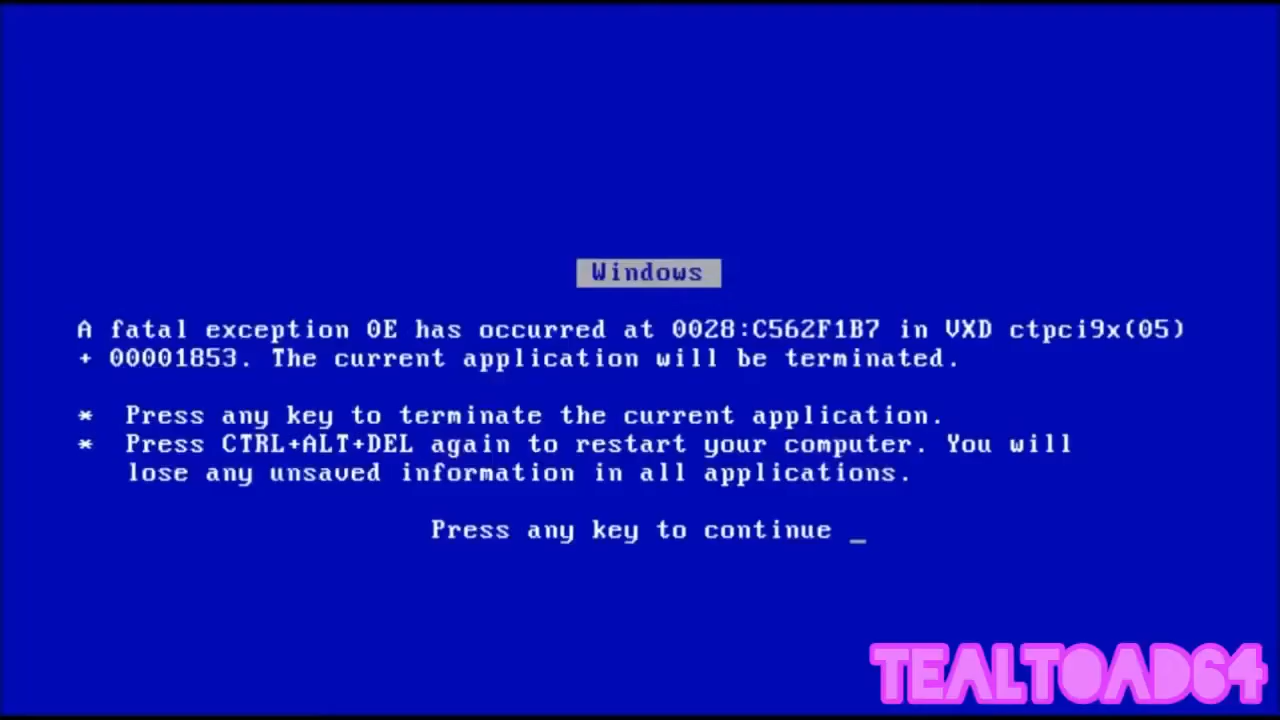 Windows
A fatal exception 0E has occurred at 0028:C562F1B7 in VXD ctpci9x(05)
+ 00001853. The current application will be terminated.
* Press any key to terminate the current application.
* Press CTRL+ALT+DEL again to restart your computer. You will
lose any unsaved information in all applications.
Press any key to continue _
TEALTOAD64